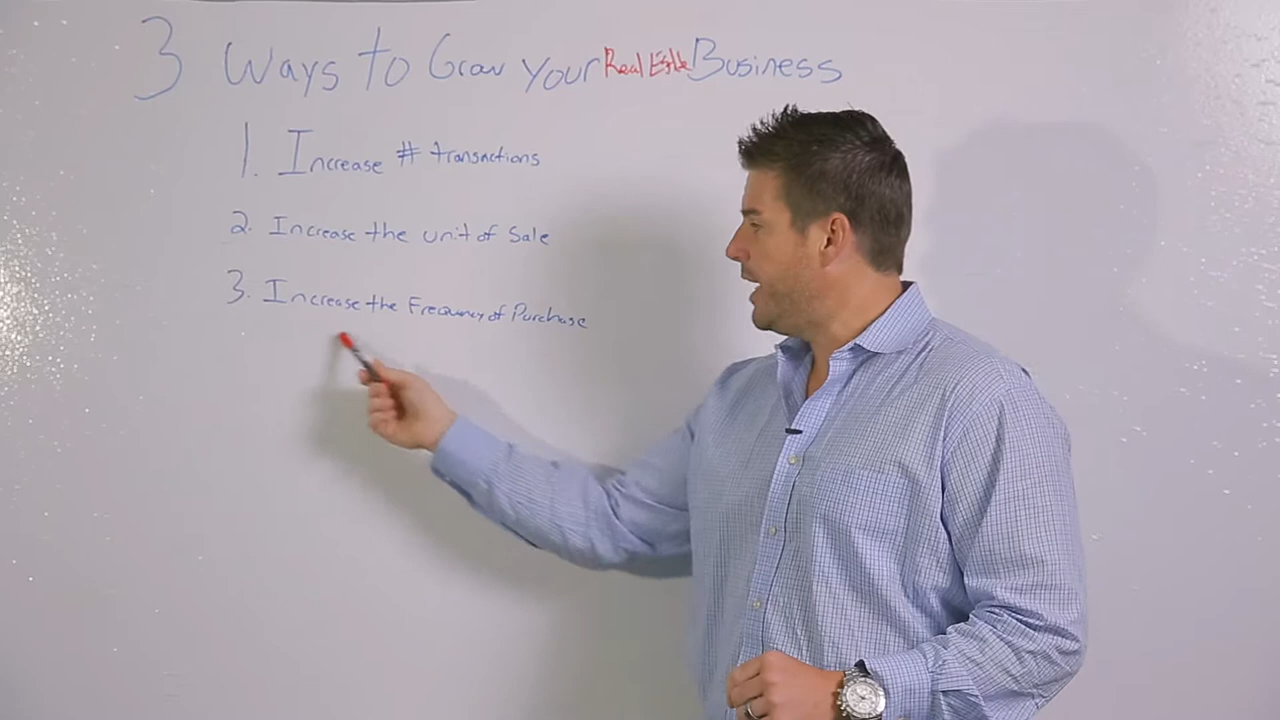 3 Ways to Grow Your Real Estate Business
1. Increase # transactions
2. Increase the unit of Sale
3. Increase the Frequency of Purchase